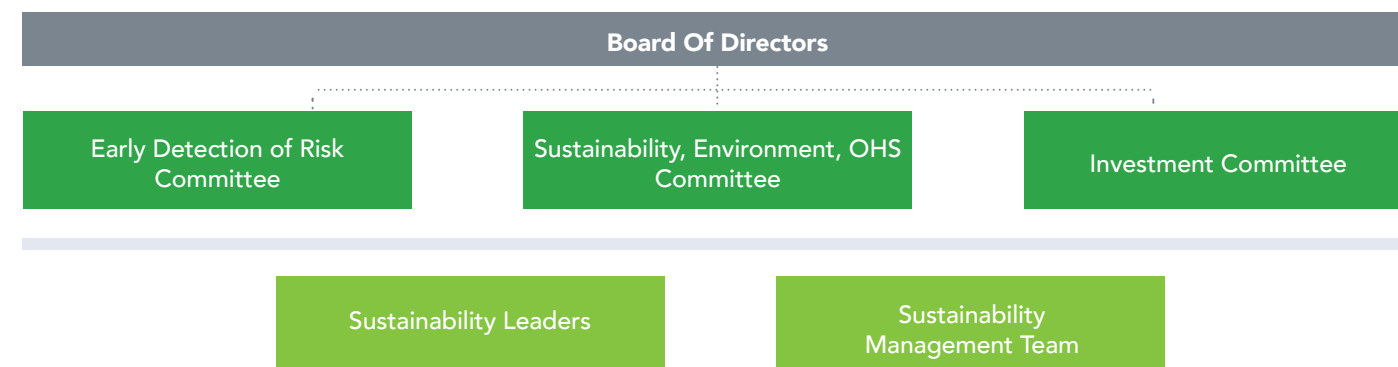 Board Of Directors
Early Detection of Risk
Committee
Sustainability, Environment, OHS
Committee
Investment Committee
Sustainability Leaders
Sustainability
Management Team